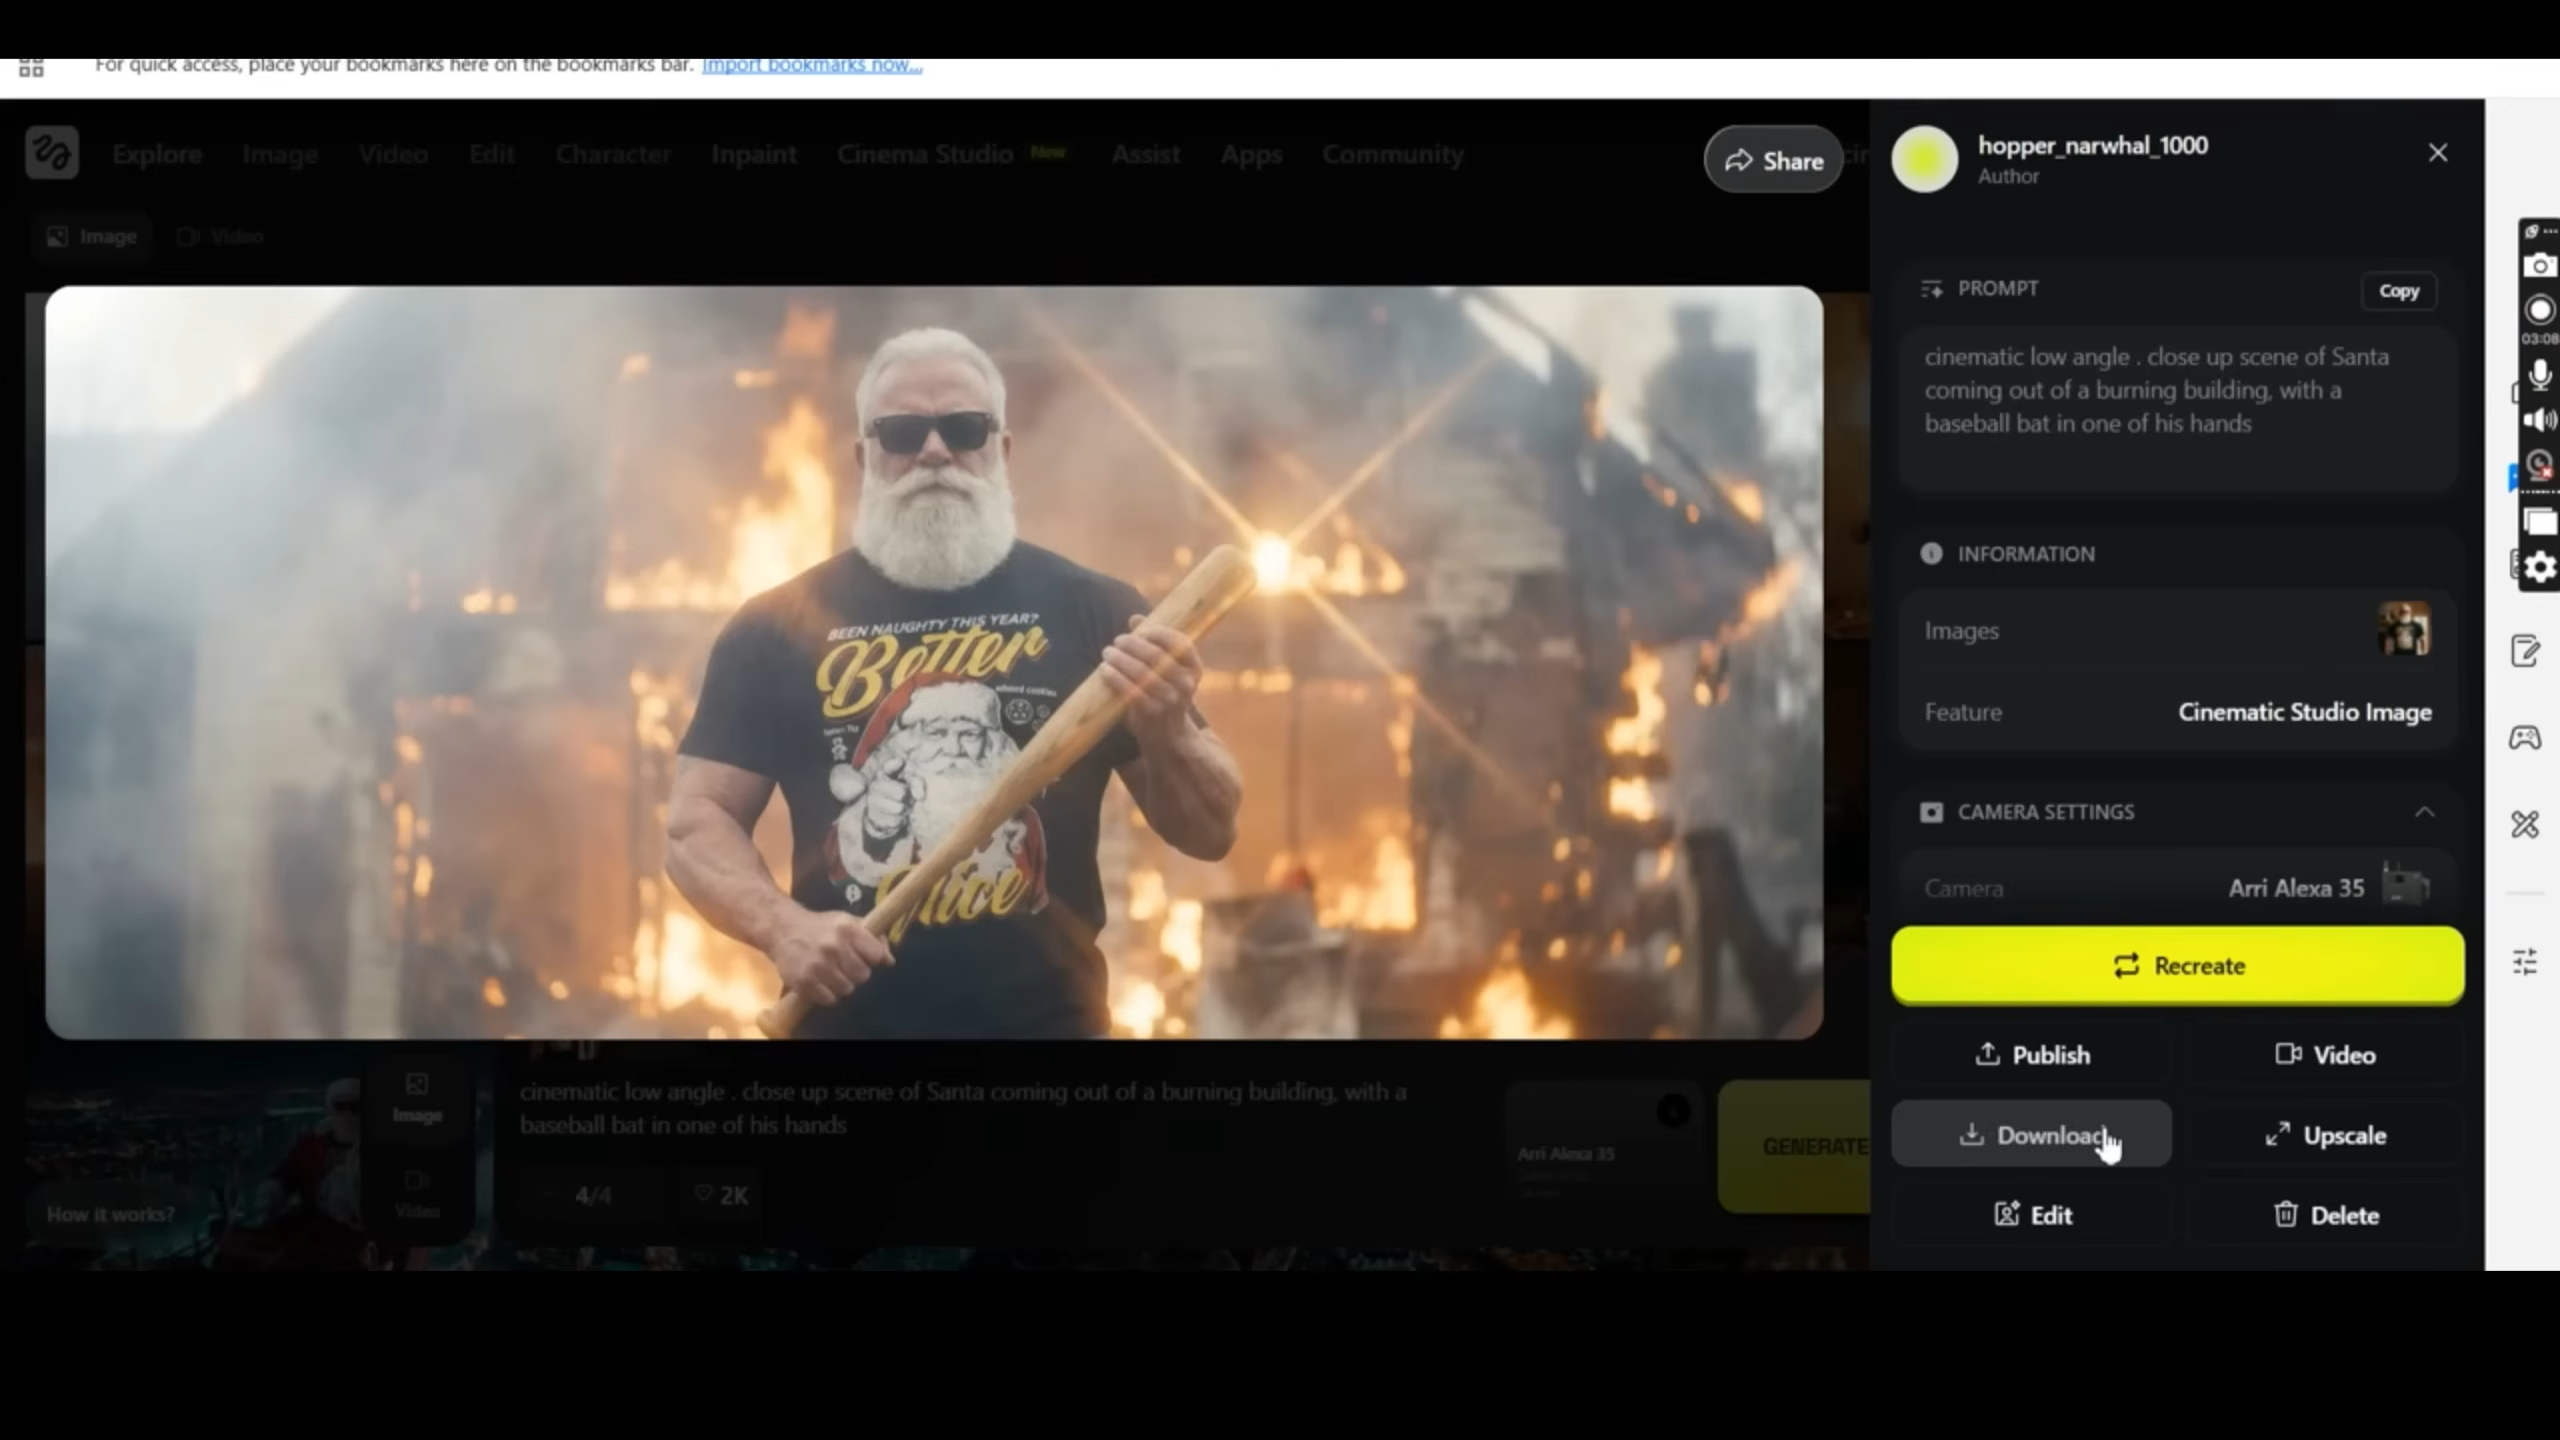 For quick access, place your bookmarks here on the bookmarks bar. Import bookmarks now...
Explore Image Video Edit Character Inpaint Cinema Studio New Assist Apps Community
Share
hopper_narwhal_1000
Author
Image Video
PROMPT
Copy
cinematic low angle . close up scene of Santa
coming out of a burning building, with a
baseball bat in one of his hands
03:08
INFORMATION
Images
Feature Cinematic Studio Image
CAMERA SETTINGS
Camera Arri Alexa 35
BEEN NAUGHTY THIS YEAR?
Better
Nice
Recreate
Publish Video
Download Upscale
Edit Delete
Image
Video
cinematic low angle . close up scene of Santa coming out of a burning building, with a
baseball bat in one of his hands
4/4 2K
Arri Alexa 35
GENERATE
How it works?